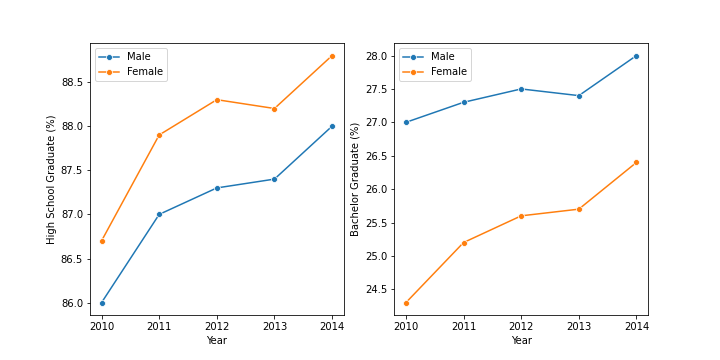 High School Graduate (%)
88.5
88.0
87.5
87.0
86.5
86.0
Male
Female
2010 2011 2012 2013 2014
Year
Bachelor Graduate (%)
28.0
27.5
27.0
26.5
26.0
25.5
25.0
24.5
Male
Female
2010 2011 2012 2013 2014
Year